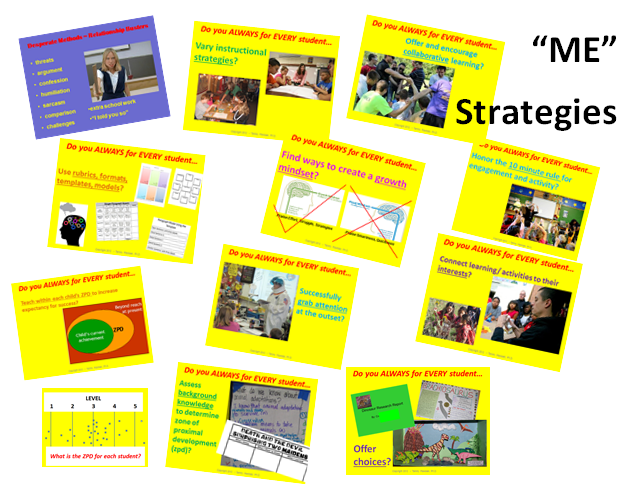 "ME"
Strategies
Desperate Methods ~ Relationship Busters
• threats
• argument
• confession
• humiliation
• sarcasm
• comparison
• challenges
•extra school work
•"I told you so"
Do you ALWAYS for EVERY student...
Vary instructional
strategies?
Do you ALWAYS for EVERY student...
Offer and encourage
collaborative learning?
Do you ALWAYS for EVERY student...
Use rubrics, formats,
templates, models?
Do you ALWAYS for EVERY student...
Find ways to create a growth
mindset?
Do you ALWAYS for EVERY student...
Honor the 10 minute rule for
engagement and activity?
Do you ALWAYS for EVERY student...
Teach within each child's ZPD to increase
expectancy for success?
Beyond reach
at present
ZPD
Child's current
achievement
Do you ALWAYS for EVERY student...
Successfully
grab attention
at the outset?
Do you ALWAYS for EVERY student...
Connect learning/activities to their
interests?
LEVEL
1 2 3 4 5
What is the ZPD for each student?
Do you ALWAYS for EVERY student...
Assess
background
knowledge
to determine
zone of
proximal
development
(zpd)?
DEATH AND THE DEVIL
Do you ALWAYS for EVERY student...
Dinosaur Research Report
Offer
choices?